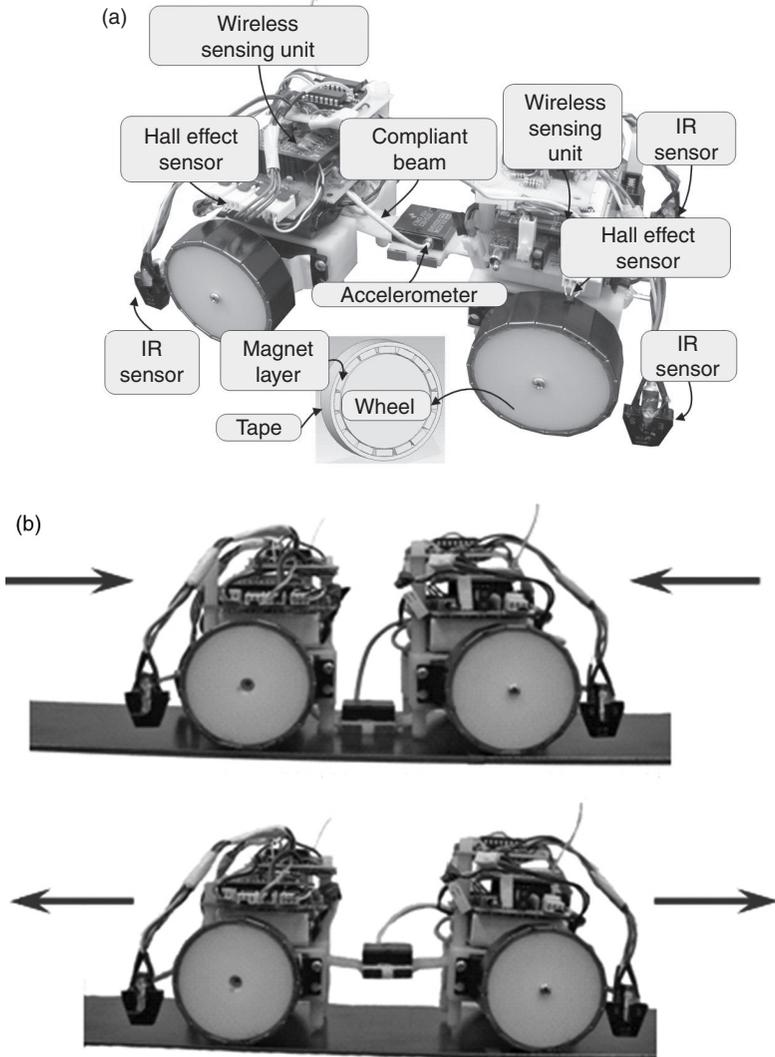 (a)
Wireless
sensing unit
Hall effect
sensor
Compliant
beam
Wireless
sensing
unit
IR
sensor
Hall effect
sensor
Accelerometer
IR
sensor
Magnet
layer
IR
sensor
Wheel
Tape
(b)